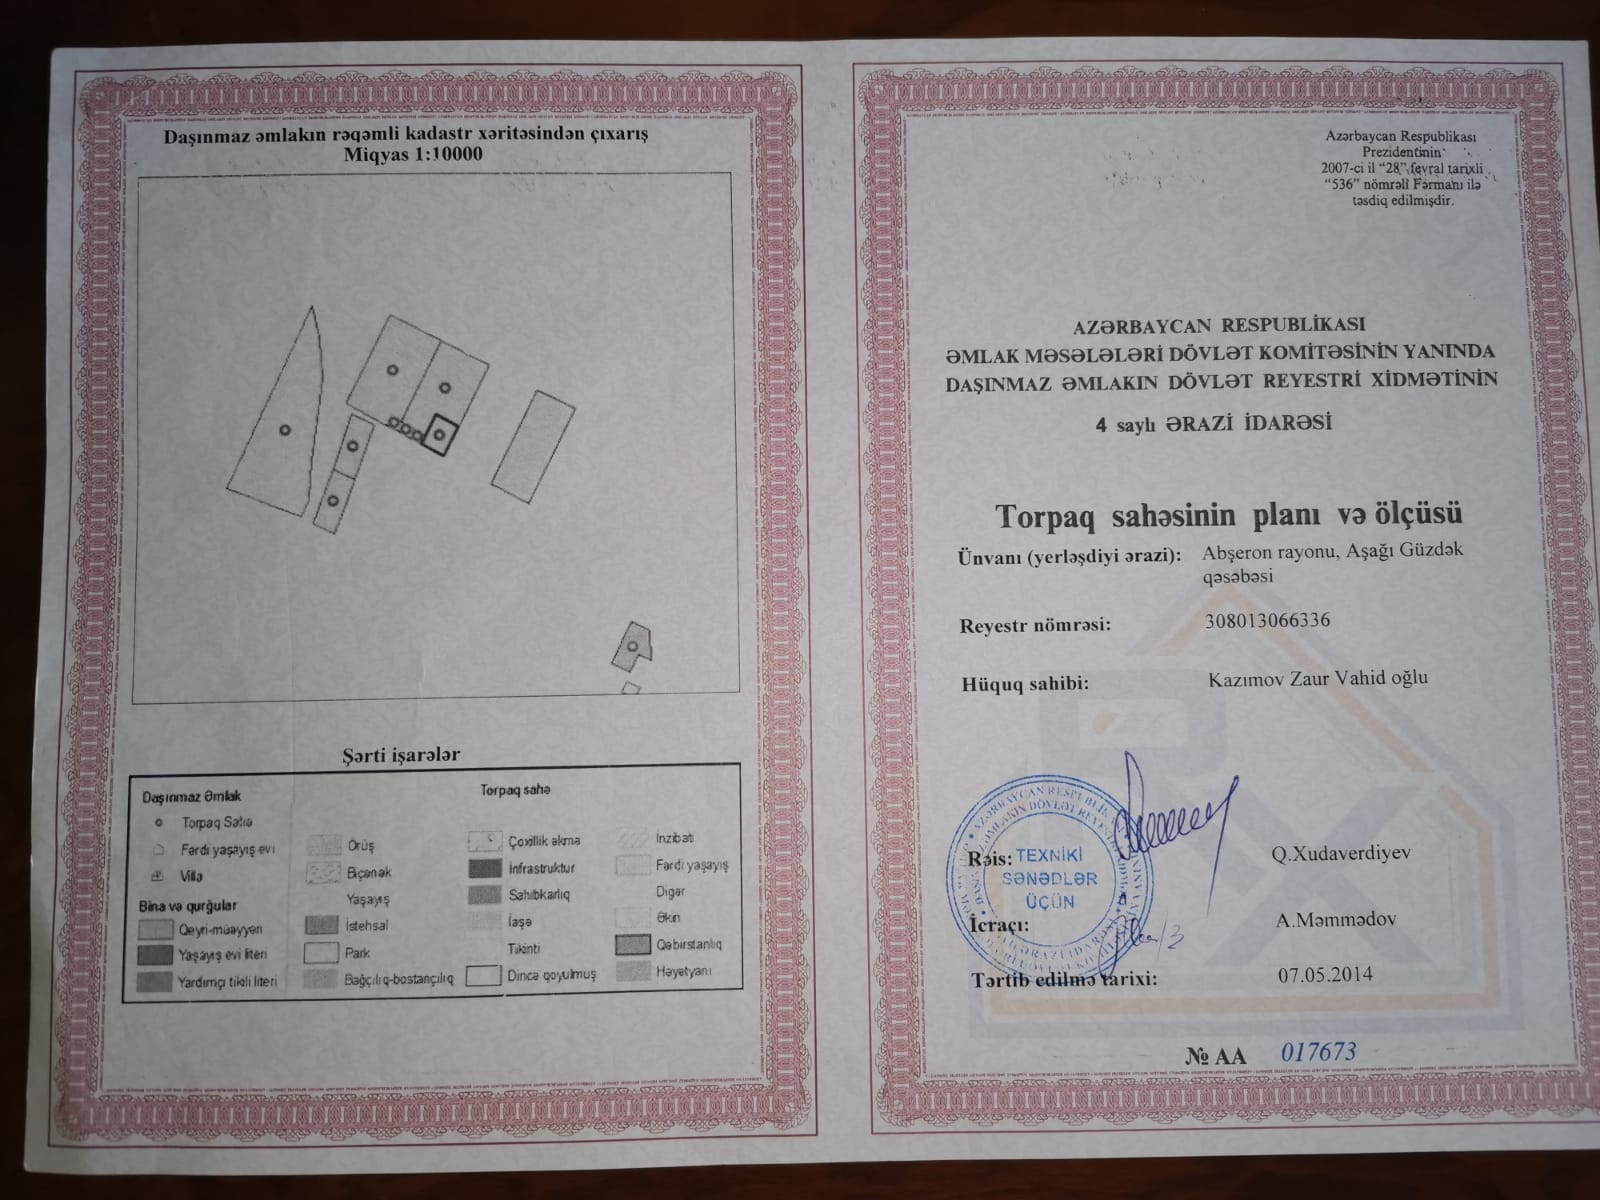 Daşınmaz əmlakın rəqəmli kadastr xəritəsindən çıxarış
Miqyas 1:10000
Şərti işarələr
Daşınmaz Əmlak
Torpaq Sahə
Fərdi yaşayış evi
Villa
Bina və qurğular
Qeyri-müəyyən
Yaşayış evi literi
Yardımçı tikili literi
Torpaq sahə
Örüş
Biçənək
Yaşayış
İstehsal
Park
Bağçılıq-bostançılıq
Çoxillik əkmə
İnfrastruktur
Sahibkarlıq
İaşə
Tikinti
Dincə qoyulmuş
İnzibati
Fərdi yaşayış
Digər
Əkin
Qəbirstanlıq
Həyətyanı
Azərbaycan Respublikası
Prezidentinin
2007-ci il “28” fevral tarixli
“536” nömrəli Fərmanı ilə
təsdiq edilmişdir.
AZƏRBAYCAN RESPUBLİKASI
ƏMLAK MƏSƏLƏLƏRİ DÖVLƏT KOMİTƏSİNİN YANINDA
DAŞINMAZ ƏMLAKIN DÖVLƏT REYESTRİ XİDMƏTİNİN
4 saylı ƏRAZİ İDARƏSİ
Torpaq sahəsinin planı və ölçüsü
Ünvanı (yerləşdiyi ərazi): Abşeron rayonu, Aşağı Güzdək
qəsəbəsi
Reyestr nömrəsi: 308013066336
Hüquq sahibi: Kazımov Zaur Vahid oğlu
Rəis: Q.Xudaverdiyev
TEXNİKİ
SƏNƏDLƏR
ÜÇÜN
İcraçı: A.Məmmədov
Tərtib edilmə tarixi: 07.05.2014
№ AA 017673